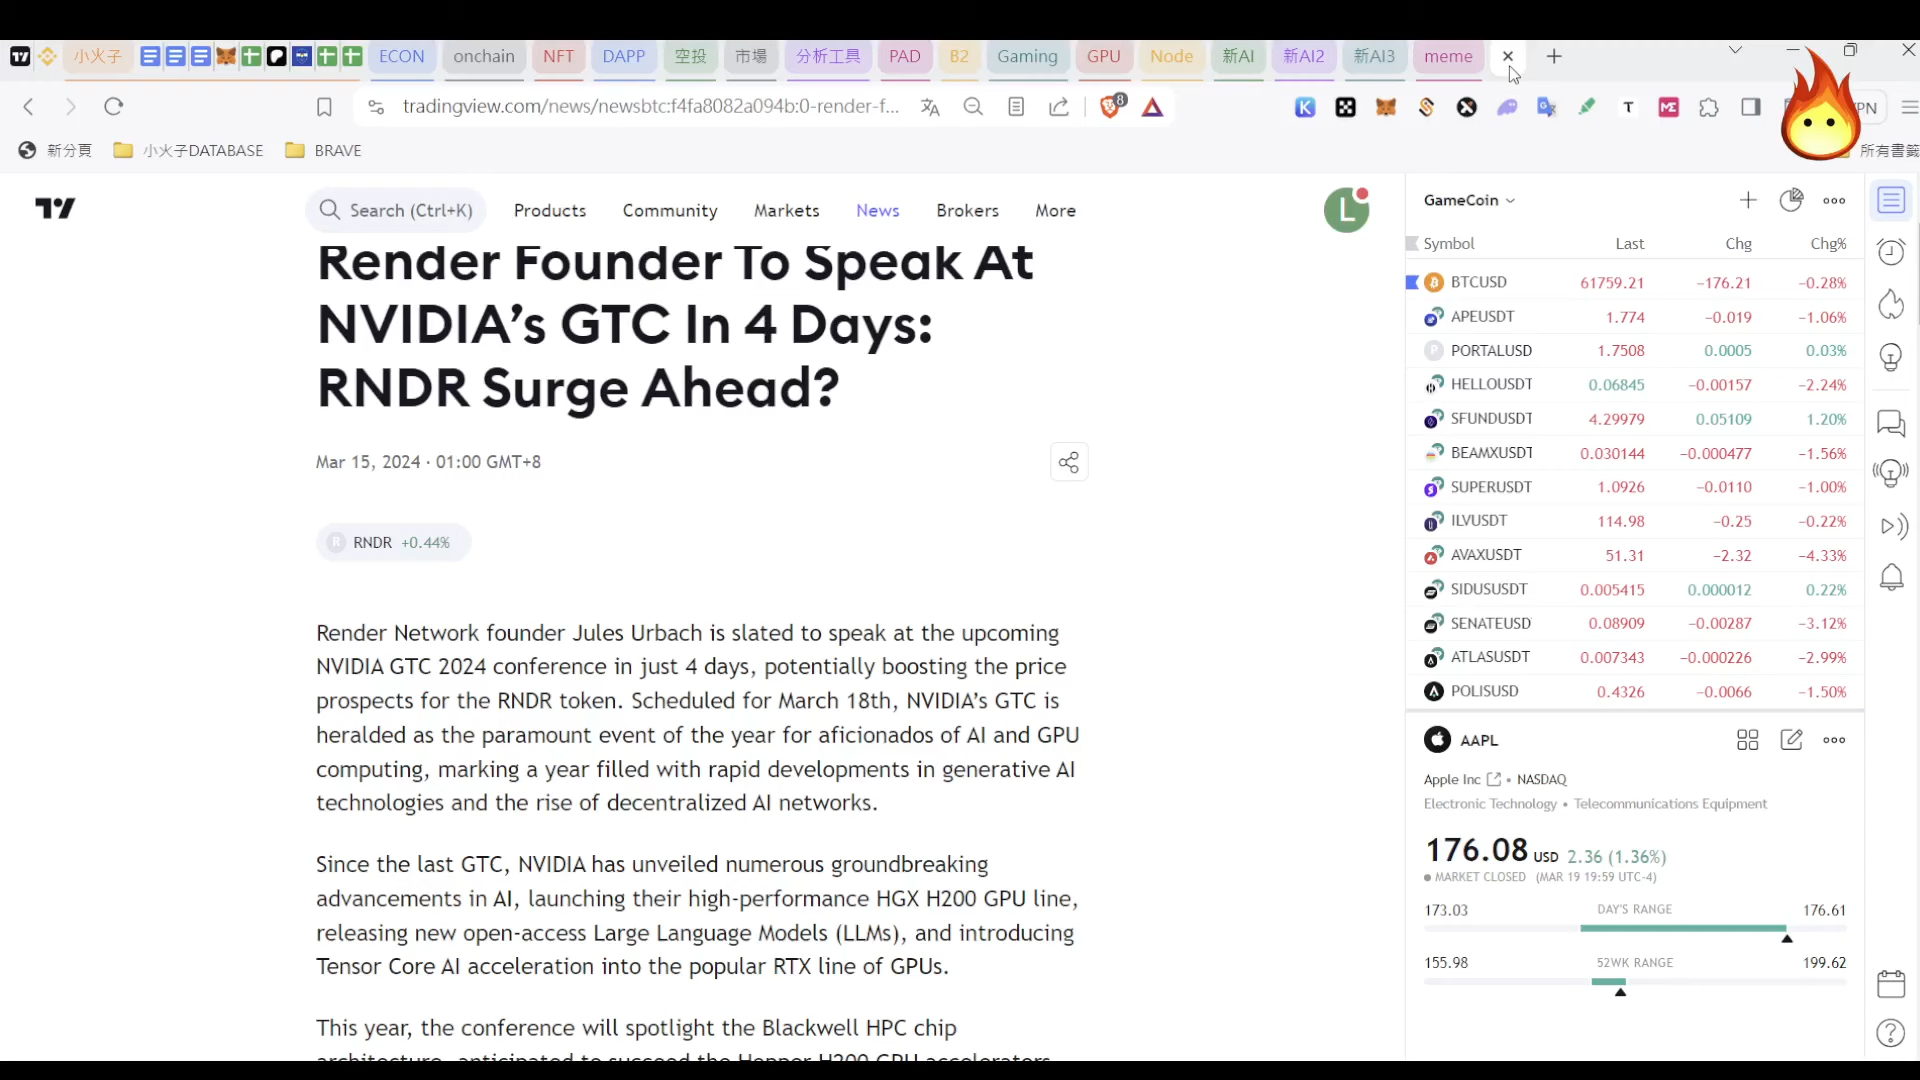 小火子 ECON onchain NFT DAPP 空投 市場 分析工具 PAD B2 Gaming GPU Node 新AI 新AI2 新AI3 meme
tradingview.com/news/newsbtc:f4fa8082a094b:0-render-f... 8 PN
新分頁 小火子DATABASE BRAVE 所有書籤
Search (Ctrl+K) Products Community Markets News Brokers More L
Render Founder To Speak At
NVIDIA’s GTC In 4 Days:
RNDR Surge Ahead?
Mar 15, 2024 · 01:00 GMT+8
R RNDR +0.44%
Render Network founder Jules Urbach is slated to speak at the upcoming
NVIDIA GTC 2024 conference in just 4 days, potentially boosting the price
prospects for the RNDR token. Scheduled for March 18th, NVIDIA’s GTC is
heralded as the paramount event of the year for aficionados of AI and GPU
computing, marking a year filled with rapid developments in generative AI
technologies and the rise of decentralized AI networks.
Since the last GTC, NVIDIA has unveiled numerous groundbreaking
advancements in AI, launching their high-performance HGX H200 GPU line,
releasing new open-access Large Language Models (LLMs), and introducing
Tensor Core AI acceleration into the popular RTX line of GPUs.
This year, the conference will spotlight the Blackwell HPC chip
architecture, anticipated to succeed the Hopper H200 GPU accelerators
GameCoin
Symbol Last Chg Chg%
BTCUSD 61759.21 −176.21 −0.28%
APEUSDT 1.774 −0.019 −1.06%
P PORTALUSD 1.7508 0.0005 0.03%
HELLOUSDT 0.06845 −0.00157 −2.24%
SFUNDUSDT 4.29979 0.05109 1.20%
BEAMXUSDT 0.030144 −0.000477 −1.56%
SUPERUSDT 1.0926 −0.0110 −1.00%
ILVUSDT 114.98 −0.25 −0.22%
AVAXUSDT 51.31 −2.32 −4.33%
SIDUSUSDT 0.005415 0.000012 0.22%
SENATEUSD 0.08909 −0.00287 −3.12%
ATLASUSDT 0.007343 −0.000226 −2.99%
POLISUSD 0.4326 −0.0066 −1.50%
AAPL
Apple Inc • NASDAQ
Electronic Technology • Telecommunications Equipment
176.08 USD 2.36 (1.36%)
● MARKET CLOSED (MAR 19 19:59 UTC-4)
173.03 DAY'S RANGE 176.61
155.98 52WK RANGE 199.62